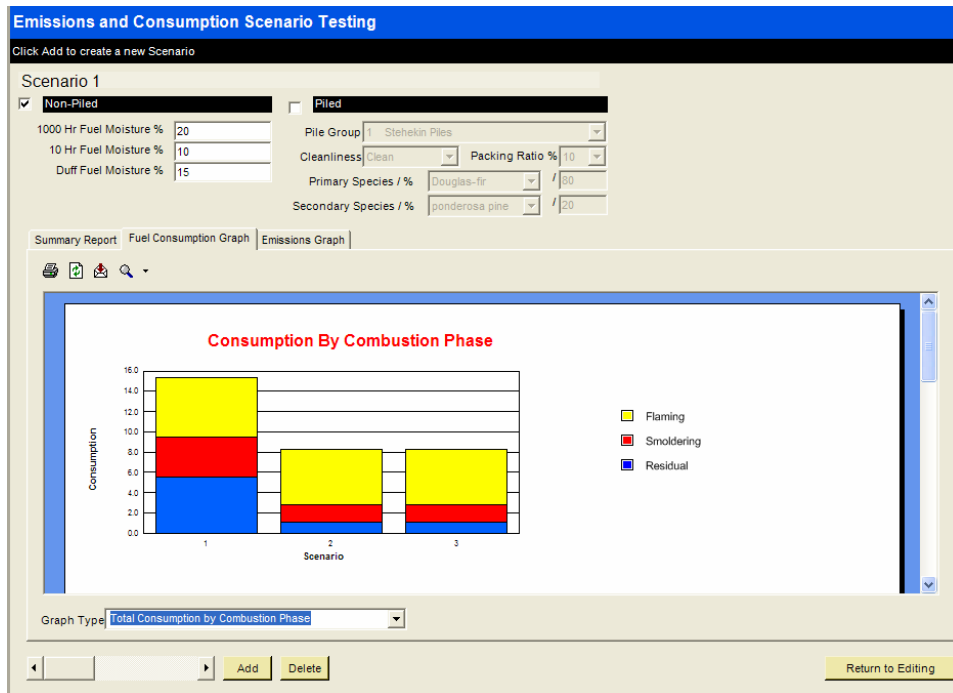 Emissions and Consumption Scenario Testing
Click Add to create a new Scenario
Scenario 1
Non-Piled
Piled
1000 Hr Fuel Moisture % 20
10 Hr Fuel Moisture % 10
Duff Fuel Moisture % 15
Pile Group 1 Stehekin Piles
Cleanliness Clean Packing Ratio % 10
Primary Species / % Douglas-fir / 80
Secondary Species / % ponderosa pine / 20
Summary Report Fuel Consumption Graph Emissions Graph
Consumption By Combustion Phase
16.0
14.0
12.0
10.0
8.0
6.0
4.0
2.0
0.0
Consumption
1 2 3
Scenario
Flaming
Smoldering
Residual
Graph Type Total Consumption by Combustion Phase
Add Delete Return to Editing